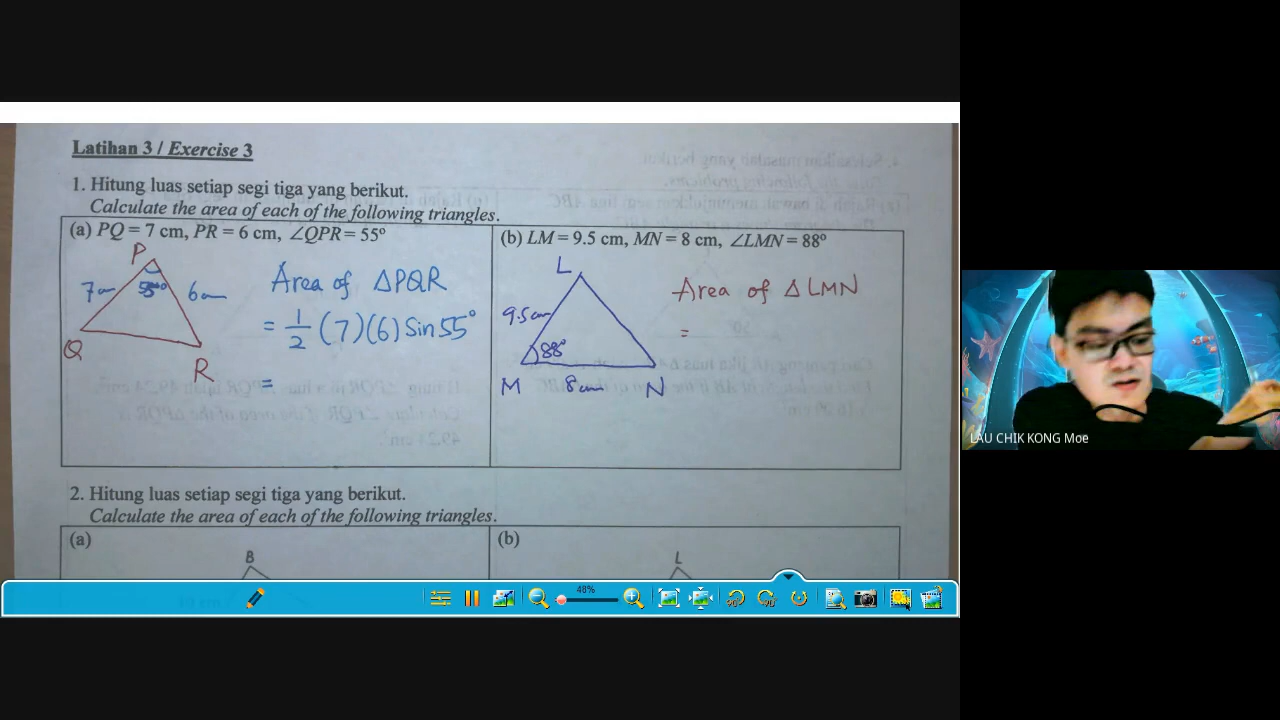 Latihan 3 / Exercise 3
1. Hitung luas setiap segi tiga yang berikut.
Calculate the area of each of the following triangles.
(a) PQ = 7 cm, PR = 6 cm, ∠QPR = 55°
P
7cm
55°
6cm
Q
R
Area of △PQR
= 1/2 (7)(6) Sin 55°
=
(b) LM = 9.5 cm, MN = 8 cm, ∠LMN = 88°
L
9.5cm
88°
M
8cm
N
Area of △LMN
=
2. Hitung luas setiap segi tiga yang berikut.
Calculate the area of each of the following triangles.
(a)
B
(b)
L
48%
LAU CHIK KONG Moe